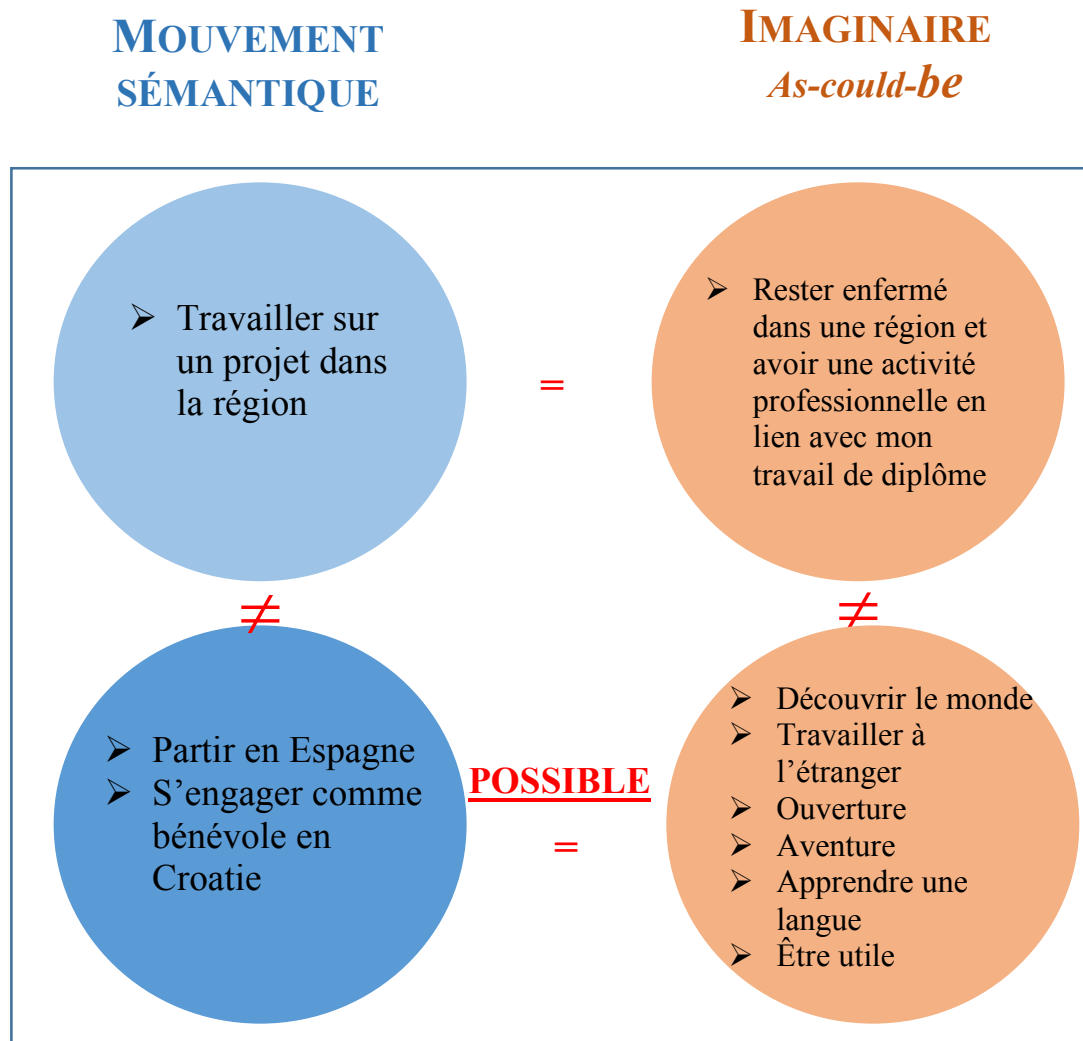 MOUVEMENT
SÉMANTIQUE
IMAGINAIRE
As-could-be
➢ Travailler sur
un projet dans
la région
=
➢ Rester enfermé
dans une région et
avoir une activité
professionnelle en
lien avec mon
travail de diplôme
≠
≠
➢ Partir en Espagne
➢ S’engager comme
bénévole en
Croatie
POSSIBLE
=
➢ Découvrir le monde
➢ Travailler à
l’étranger
➢ Ouverture
➢ Aventure
➢ Apprendre une
langue
➢ Être utile